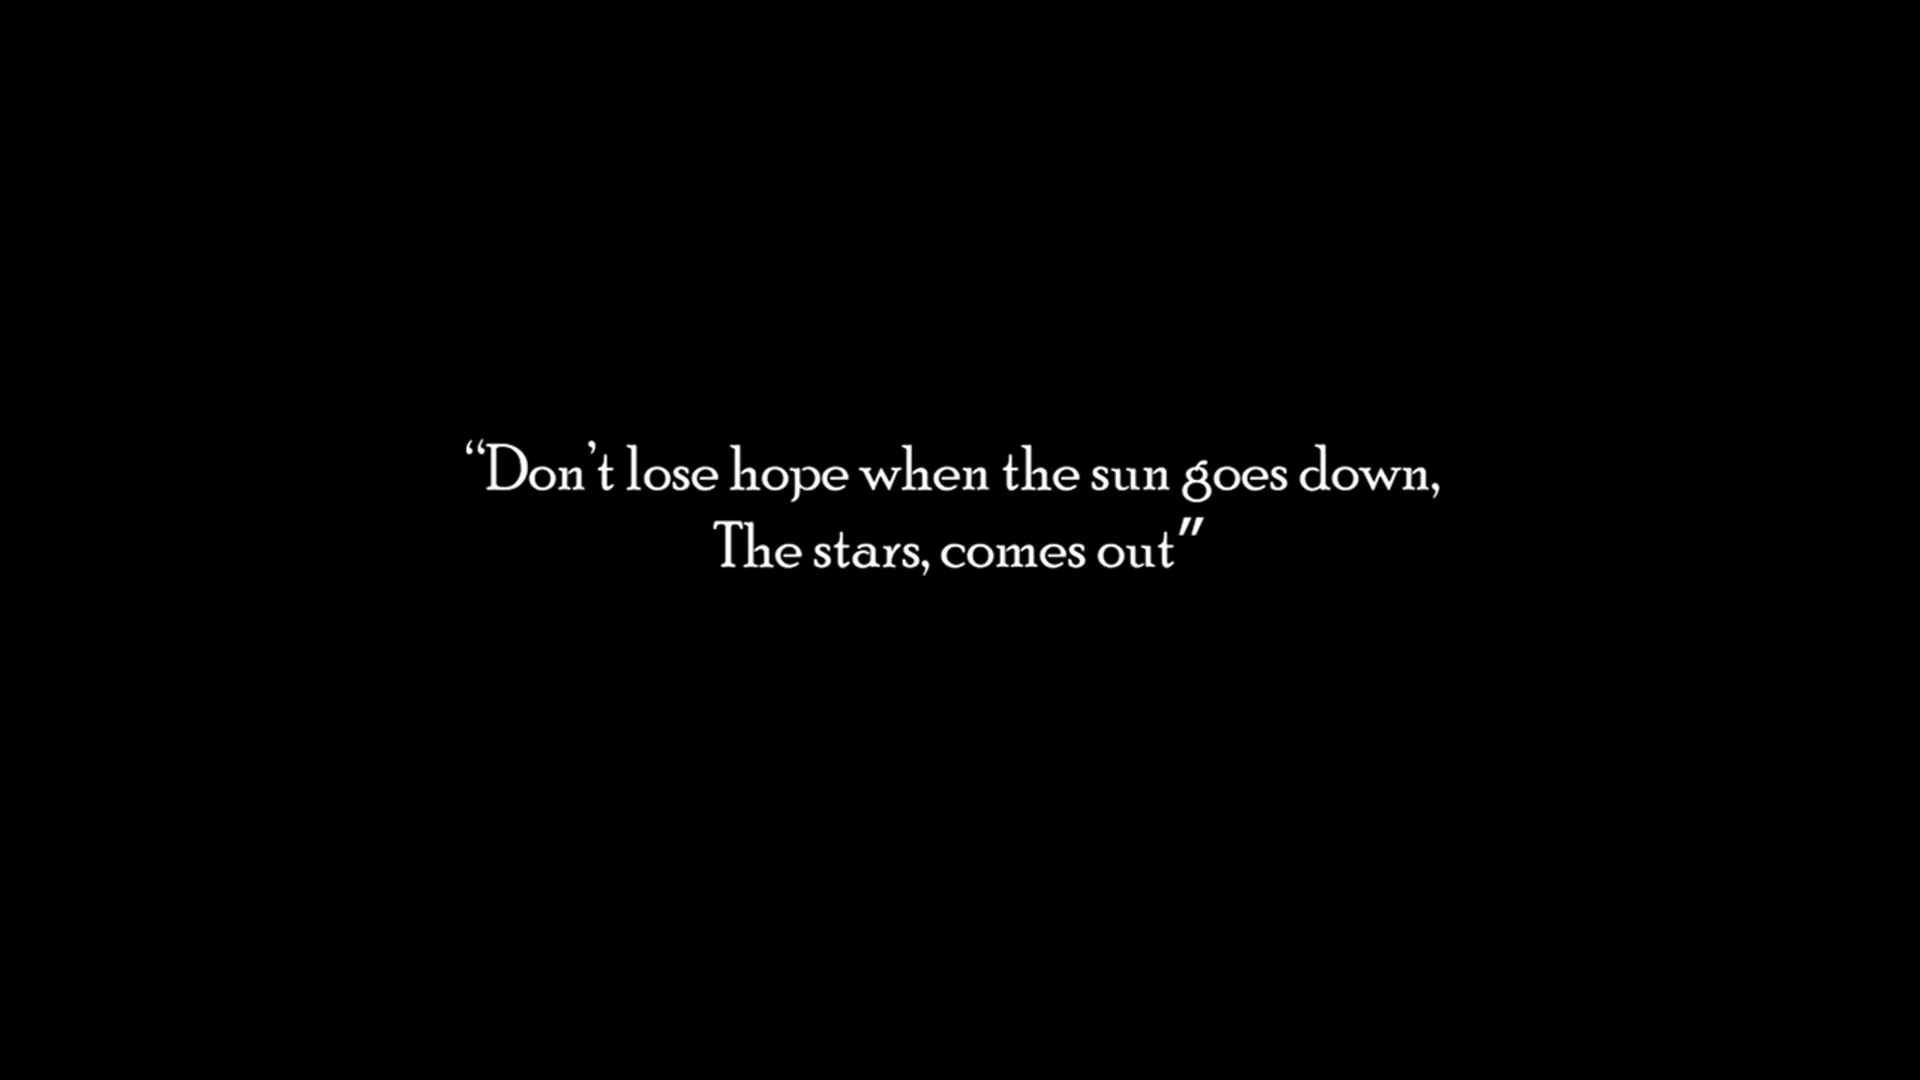 “Don’t lose hope when the sun goes down,
The stars, comes out"